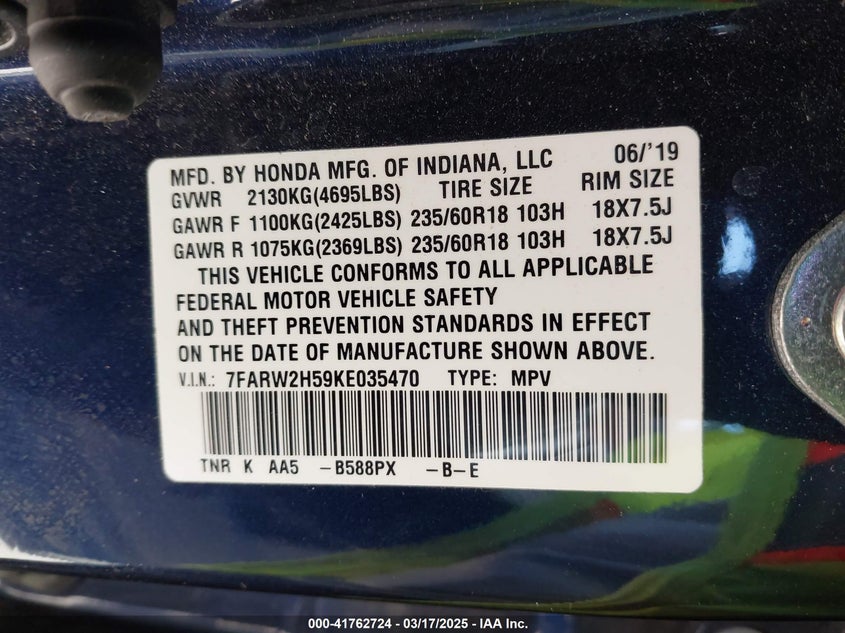 MFD. BY HONDA MFG. OF INDIANA, LLC 06/'19
GVWR 2130KG(4695LBS) TIRE SIZE RIM SIZE
GAWR F 1100KG(2425LBS) 235/60R18 103H 18X7.5J
GAWR R 1075KG(2369LBS) 235/60R18 103H 18X7.5J
THIS VEHICLE CONFORMS TO ALL APPLICABLE
FEDERAL MOTOR VEHICLE SAFETY
AND THEFT PREVENTION STANDARDS IN EFFECT
ON THE DATE OF MANUFACTURE SHOWN ABOVE.
V.I.N.: 7FARW2H59KE035470 TYPE: MPV
TNR K AA5 -B588PX -B-E
000-41762724 - 03/17/2025 - IAA Inc.